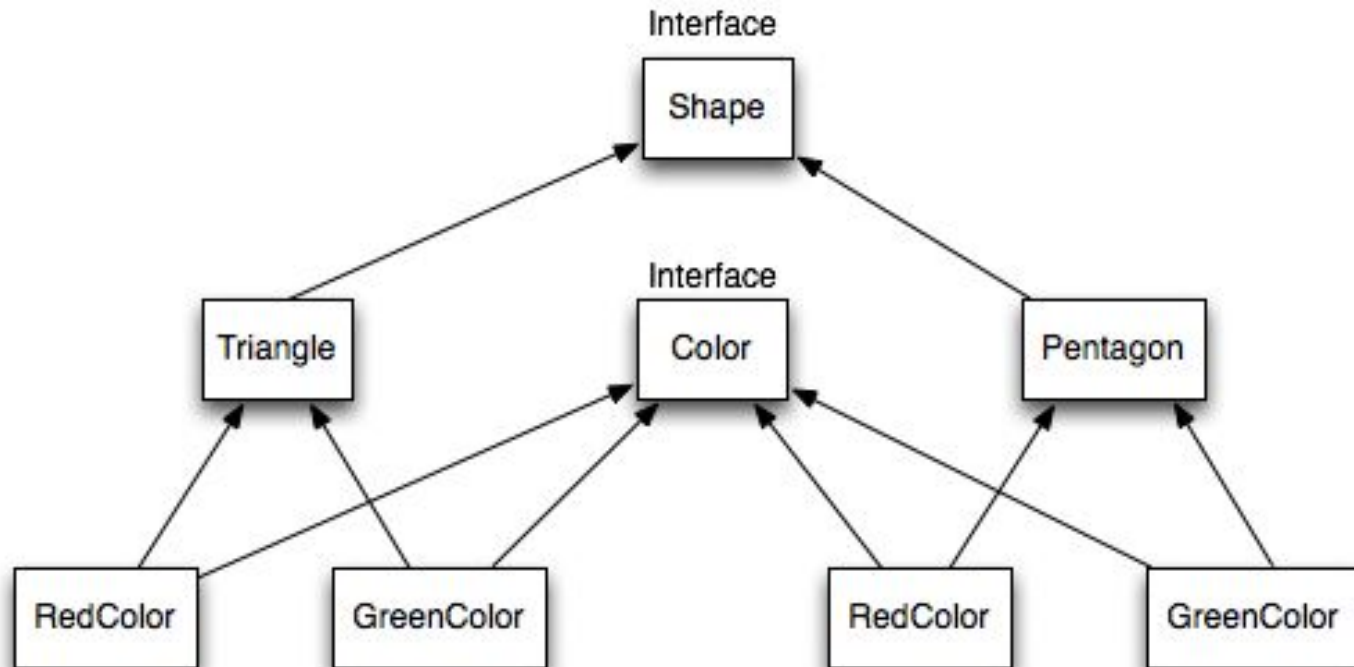 Interface
Shape
Interface
Triangle
Color
Pentagon
RedColor
GreenColor
RedColor
GreenColor